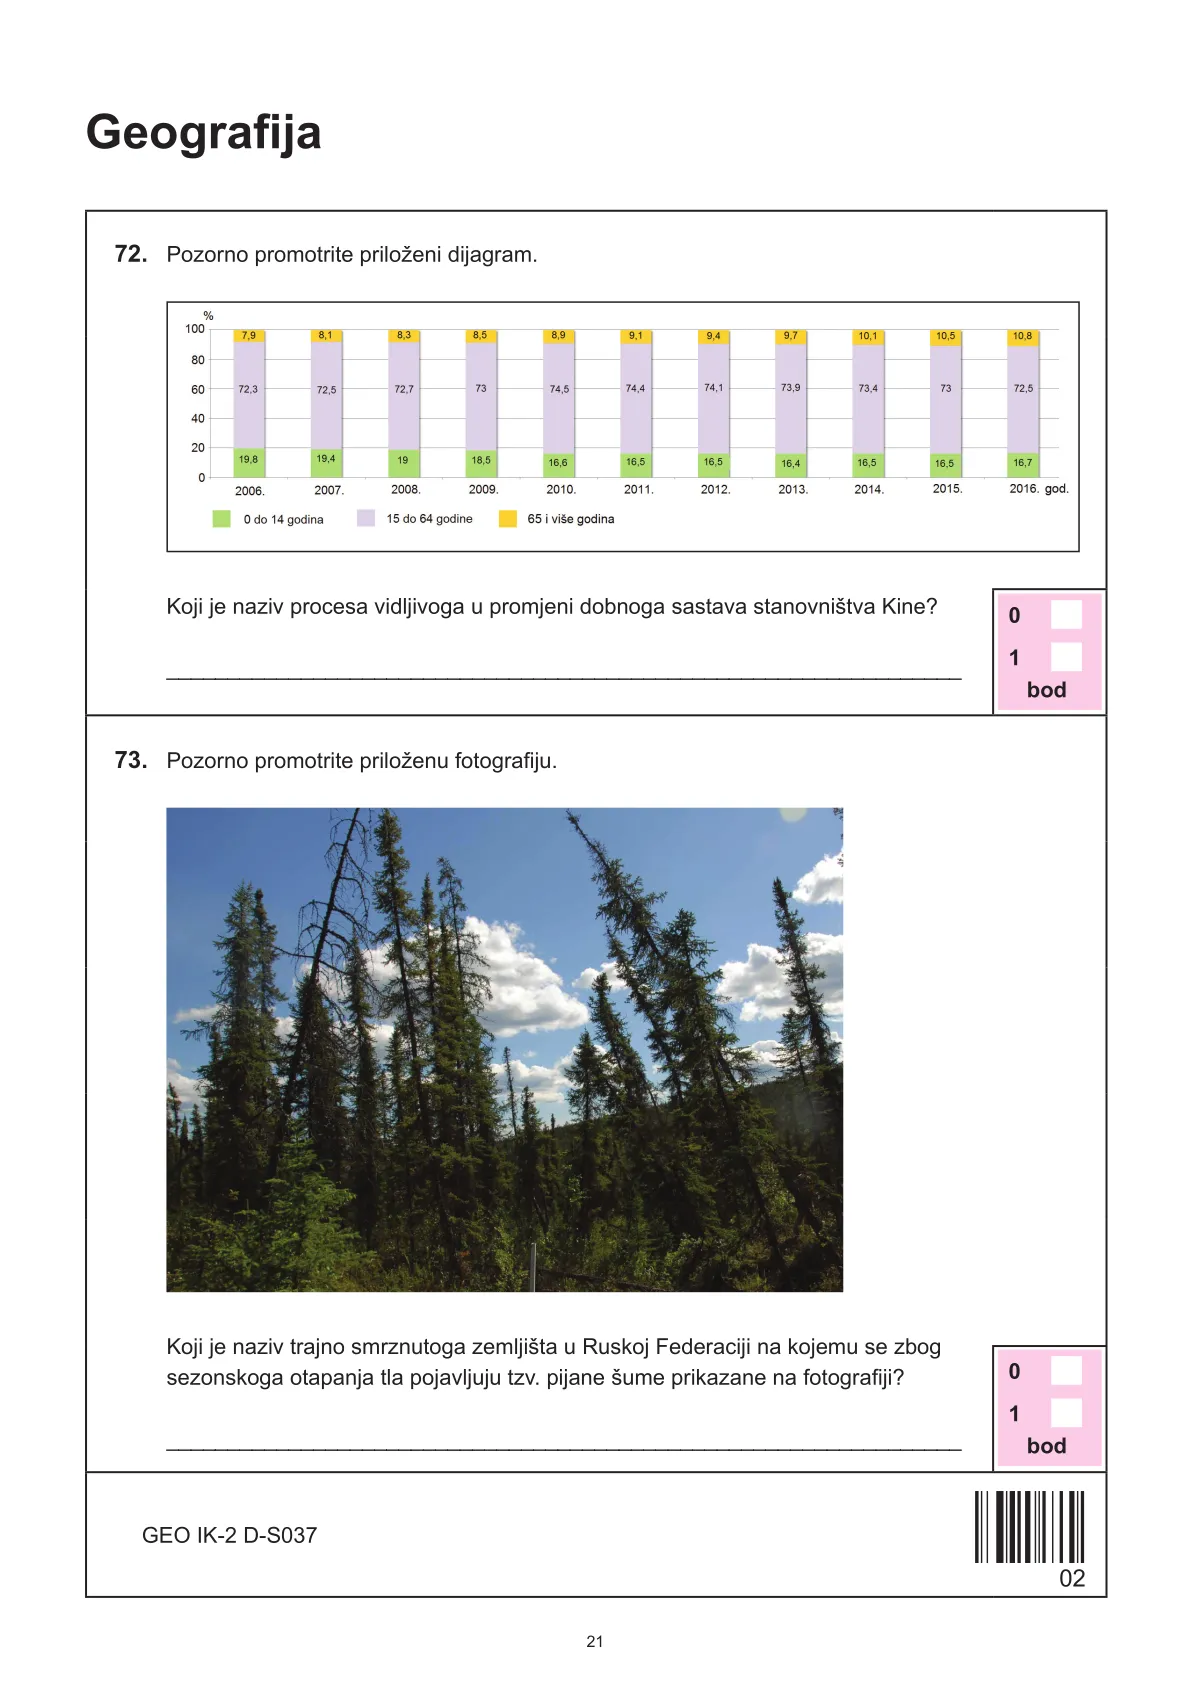 Geografija
72. Pozorno promotrite priloženi dijagram.
%
100
80
60
40
20
0
7,9 8,1 8,3 8,5 8,9 9,1 9,4 9,7 10,1 10,5 10,8
72,3 72,5 72,7 73 74,5 74,4 74,1 73,9 73,4 73 72,5
19,8 19,4 19 18,5 16,6 16,5 16,5 16,4 16,5 16,5 16,7
2006. 2007. 2008. 2009. 2010. 2011. 2012. 2013. 2014. 2015. 2016. god.
0 do 14 godina 15 do 64 godine 65 i više godina
Koji je naziv procesa vidljivoga u promjeni dobnoga sastava stanovništva Kine?
0
1
bod
73. Pozorno promotrite priloženu fotografiju.
Koji je naziv trajno smrznutoga zemljišta u Ruskoj Federaciji na kojemu se zbog
sezonskoga otapanja tla pojavljuju tzv. pijane šume prikazane na fotografiji?
0
1
bod
GEO IK-2 D-S037
02
21